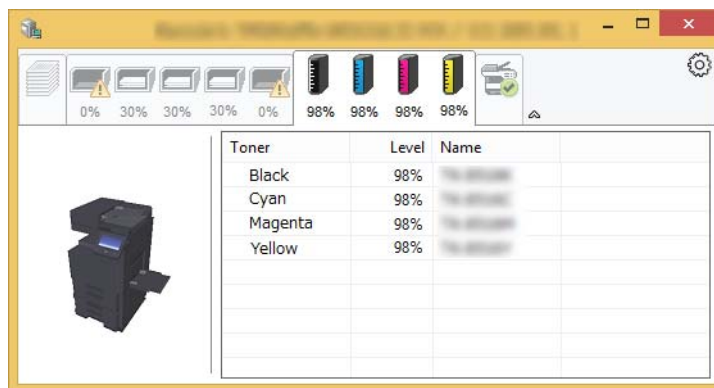 0% 30% 30% 30% 0% 98% 98% 98% 98%
Toner Level Name
Black 98%
Cyan 98%
Magenta 98%
Yellow 98%